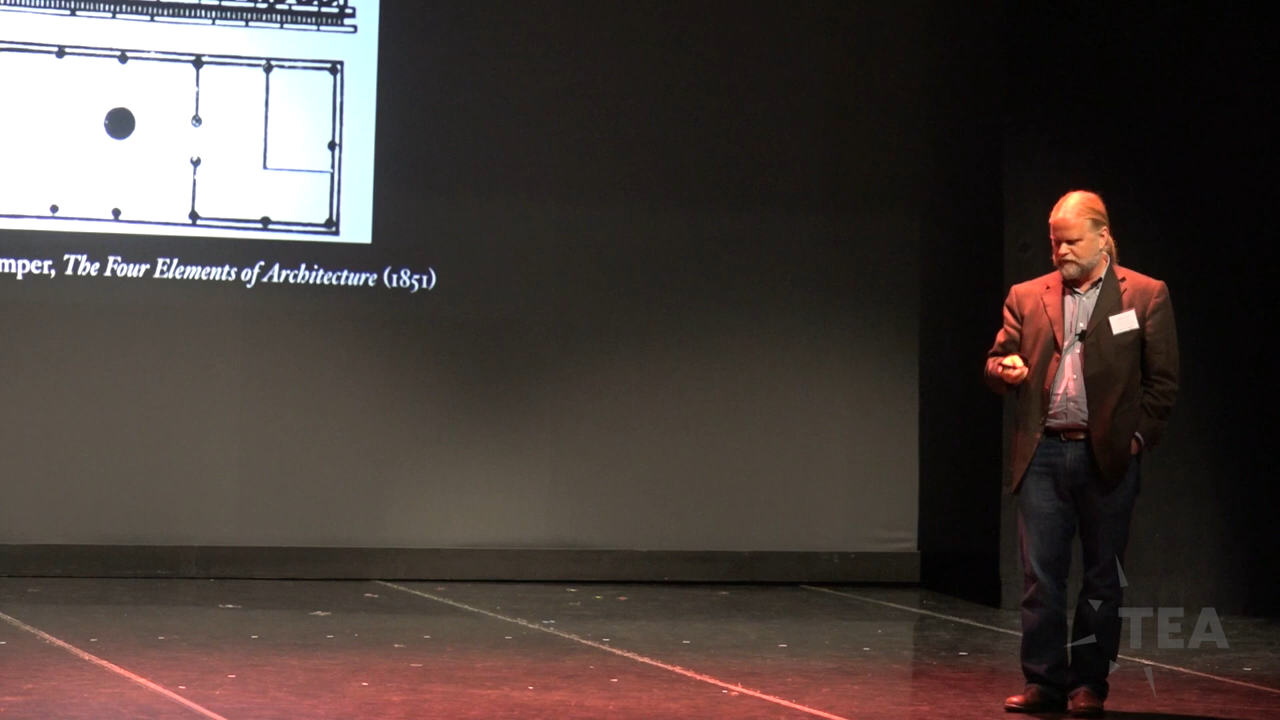 mper, The Four Elements of Architecture (1851)
TEA